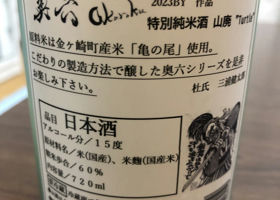 奥六 2023BY 作品
特別純米酒 山廃 "Turtle"
原料米は金ヶ崎町産米「亀の尾」使用。
こだわりの製造方法で醸した奥六シリーズを是非
お楽しみ下さい。
杜氏 三浦健太郎
品目 日本酒
アルコール分/15度
原材料名/米(国産)、米麹(国産)
精米歩合/60%
内容量/720ml